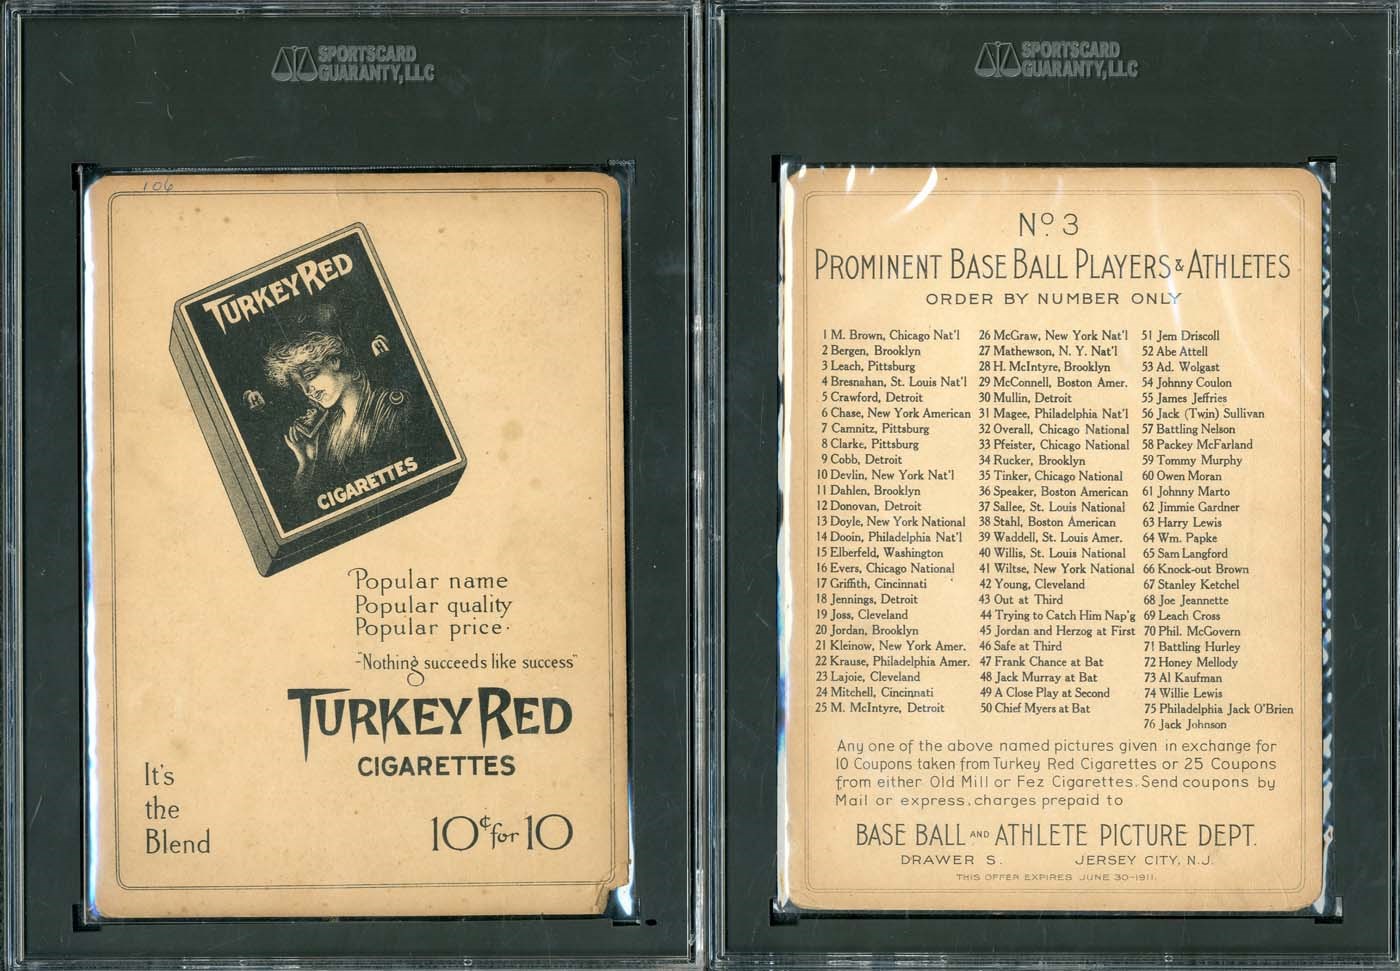 SPORTSCARD
GUARANTY, LLC
106
TURKEY RED
CIGARETTES
Popular name
Popular quality
Popular price.
"Nothing succeeds like success"
TURKEY RED
CIGARETTES
It's
the
Blend
10¢ for 10
SPORTSCARD
GUARANTY, LLC
No. 3
PROMINENT BASE BALL PLAYERS & ATHLETES
ORDER BY NUMBER ONLY
1 M. Brown, Chicago Nat'l
2 Bergen, Brooklyn
3 Leach, Pittsburg
4 Bresnahan, St. Louis Nat'l
5 Crawford, Detroit
6 Chase, New York American
7 Camnitz, Pittsburg
8 Clarke, Pittsburg
9 Cobb, Detroit
10 Devlin, New York Nat'l
11 Dahlen, Brooklyn
12 Donovan, Detroit
13 Doyle, New York National
14 Dooin, Philadelphia Nat'l
15 Elberfeld, Washington
16 Evers, Chicago National
17 Griffith, Cincinnati
18 Jennings, Detroit
19 Joss, Cleveland
20 Jordan, Brooklyn
21 Kleinow, New York Amer.
22 Krause, Philadelphia Amer.
23 Lajoie, Cleveland
24 Mitchell, Cincinnati
25 M. McIntyre, Detroit
26 McGraw, New York Nat'l
27 Mathewson, N. Y. Nat'l
28 H. McIntyre, Brooklyn
29 McConnell, Boston Amer.
30 Mullin, Detroit
31 Magee, Philadelphia Nat'l
32 Overall, Chicago National
33 Pfeister, Chicago National
34 Rucker, Brooklyn
35 Tinker, Chicago National
36 Speaker, Boston American
37 Sallee, St. Louis National
38 Stahl, Boston American
39 Waddell, St. Louis Amer.
40 Willis, St. Louis National
41 Wiltse, New York National
42 Young, Cleveland
43 Out at Third
44 Trying to Catch Him Nap'g
45 Jordan and Herzog at First
46 Safe at Third
47 Frank Chance at Bat
48 Jack Murray at Bat
49 A Close Play at Second
50 Chief Myers at Bat
51 Jem Driscoll
52 Abe Attell
53 Ad. Wolgast
54 Johnny Coulon
55 James Jeffries
56 Jack (Twin) Sullivan
57 Battling Nelson
58 Packey McFarland
59 Tommy Murphy
60 Owen Moran
61 Johnny Marto
62 Jimmie Gardner
63 Harry Lewis
64 Wm. Papke
65 Sam Langford
66 Knock-out Brown
67 Stanley Ketchel
68 Joe Jeannette
69 Leach Cross
70 Phil. McGovern
71 Battling Hurley
72 Honey Mellody
73 Al Kaufman
74 Willie Lewis
75 Philadelphia Jack O'Brien
76 Jack Johnson
Any one of the above named pictures given in exchange for
10 Coupons taken from Turkey Red Cigarettes or 25 Coupons
from either Old Mill or Fez Cigarettes. Send coupons by
Mail or express, charges prepaid to
BASE BALL AND ATHLETE PICTURE DEPT.
DRAWER S. JERSEY CITY, N.J.
THIS OFFER EXPIRES JUNE 30-1911.